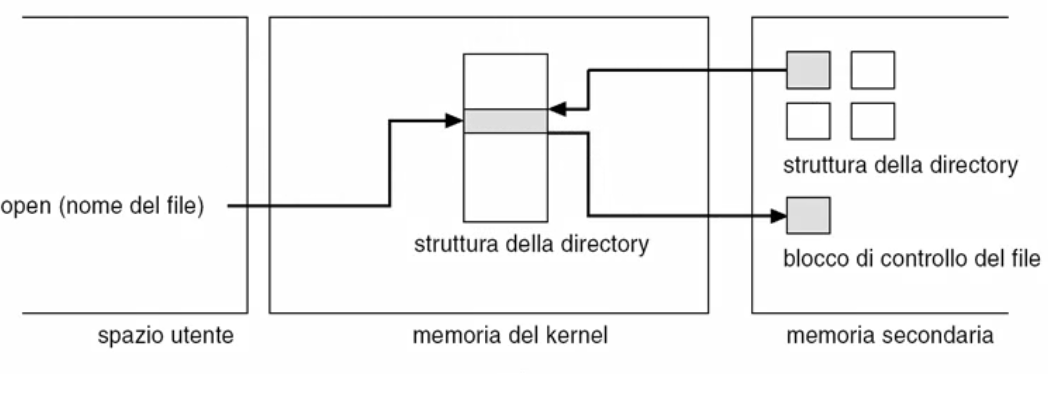 open (nome del file)
struttura della directory
struttura della directory
blocco di controllo del file
spazio utente
memoria del kernel
memoria secondaria